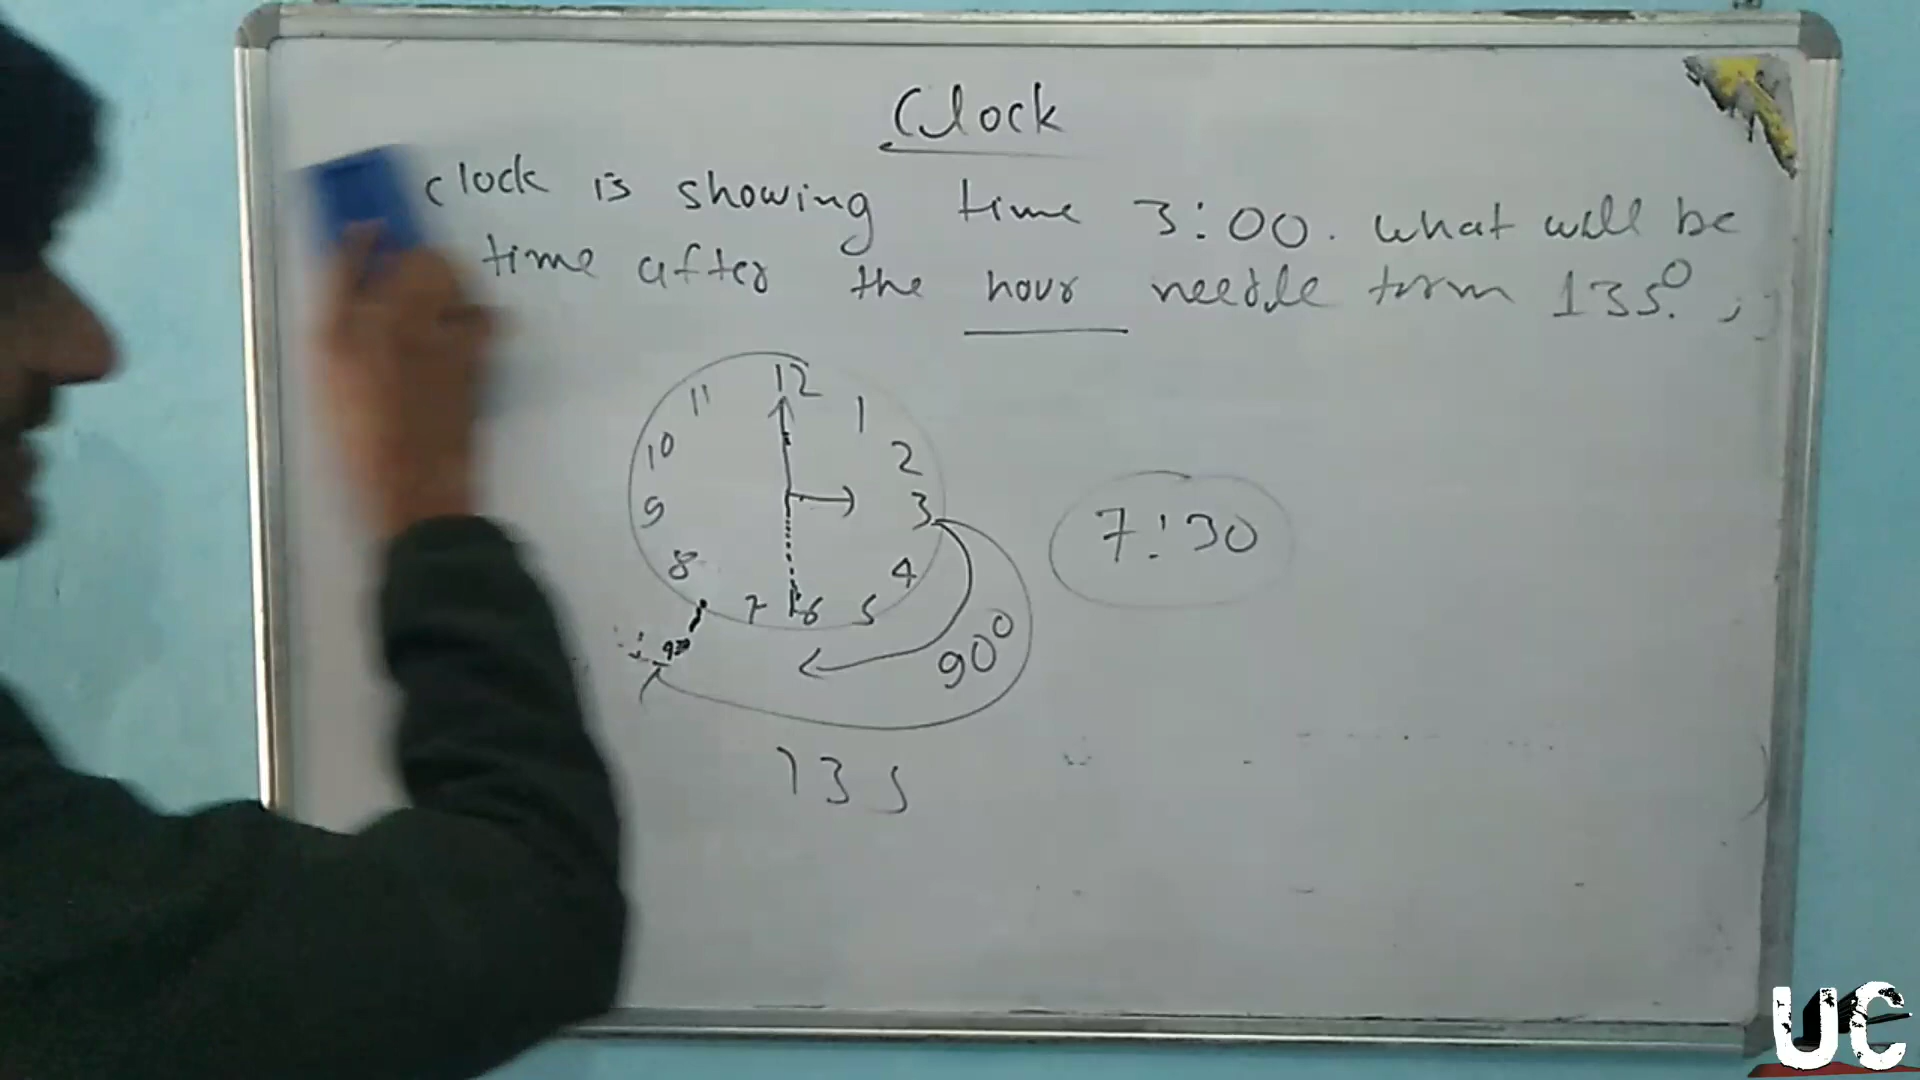 Clock
clock is showing time 3:00. what will be
time after the hour needle turn 135°,
12
11
1
10
2
9
3
8
4
7 6 5
90°
7:30
135
UC